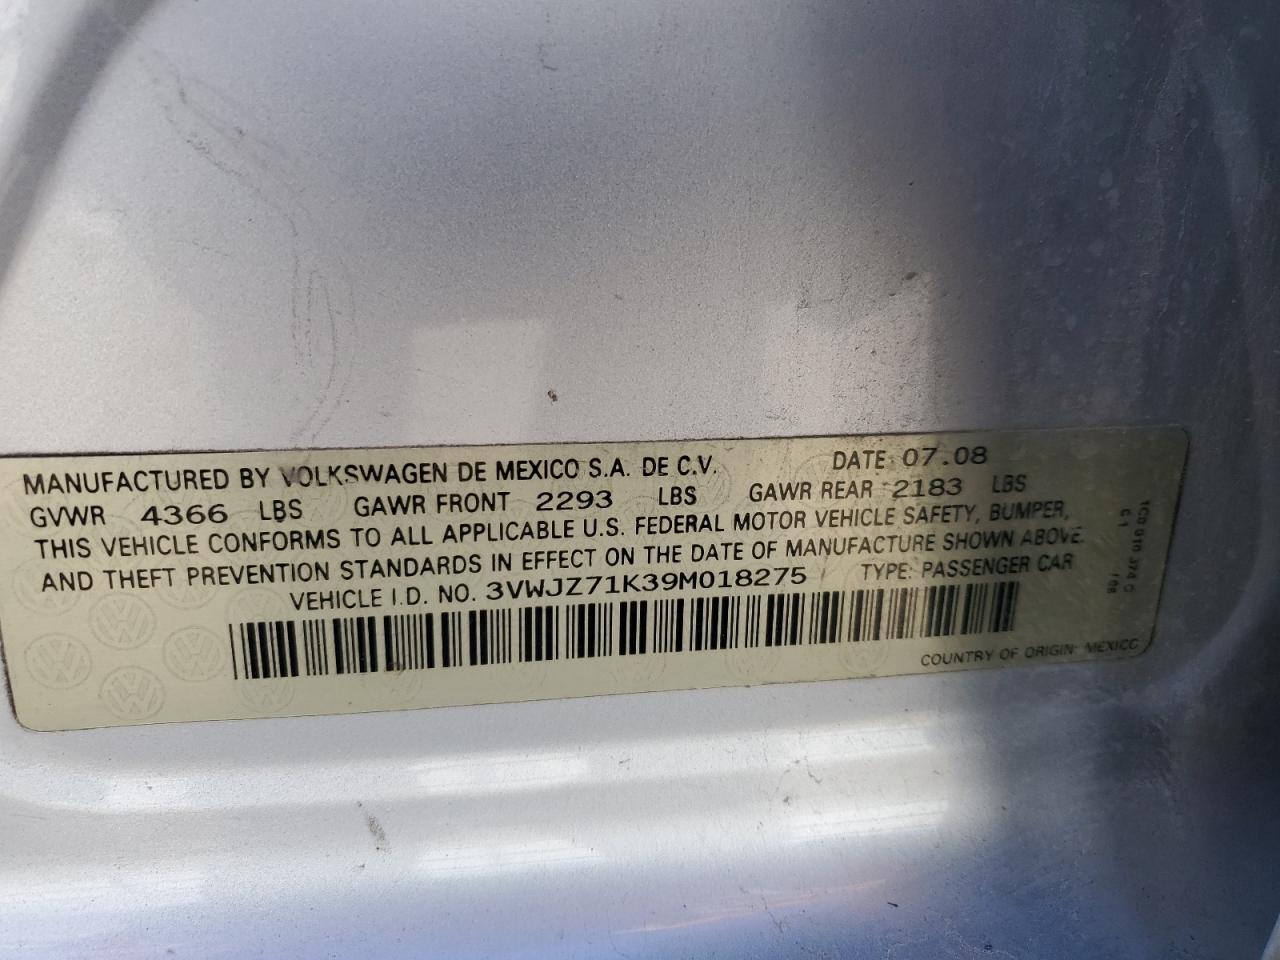 MANUFACTURED BY VOLKSWAGEN DE MEXICO S.A. DE C.V. DATE: 07.08
GVWR 4366 LBS GAWR FRONT 2293 LBS GAWR REAR 2183 LBS
THIS VEHICLE CONFORMS TO ALL APPLICABLE U.S. FEDERAL MOTOR VEHICLE SAFETY, BUMPER,
AND THEFT PREVENTION STANDARDS IN EFFECT ON THE DATE OF MANUFACTURE SHOWN ABOVE.
VEHICLE I.D. NO. 3VWJZ71K39M018275 TYPE: PASSENGER CAR
COUNTRY OF ORIGIN: MEXICO